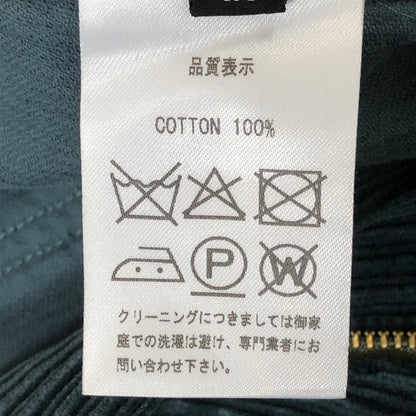 品質表示
COTTON 100%
P
W
クリーニングにつきましては御家
庭での洗濯は避け、専門業者にお
問い合わせください。